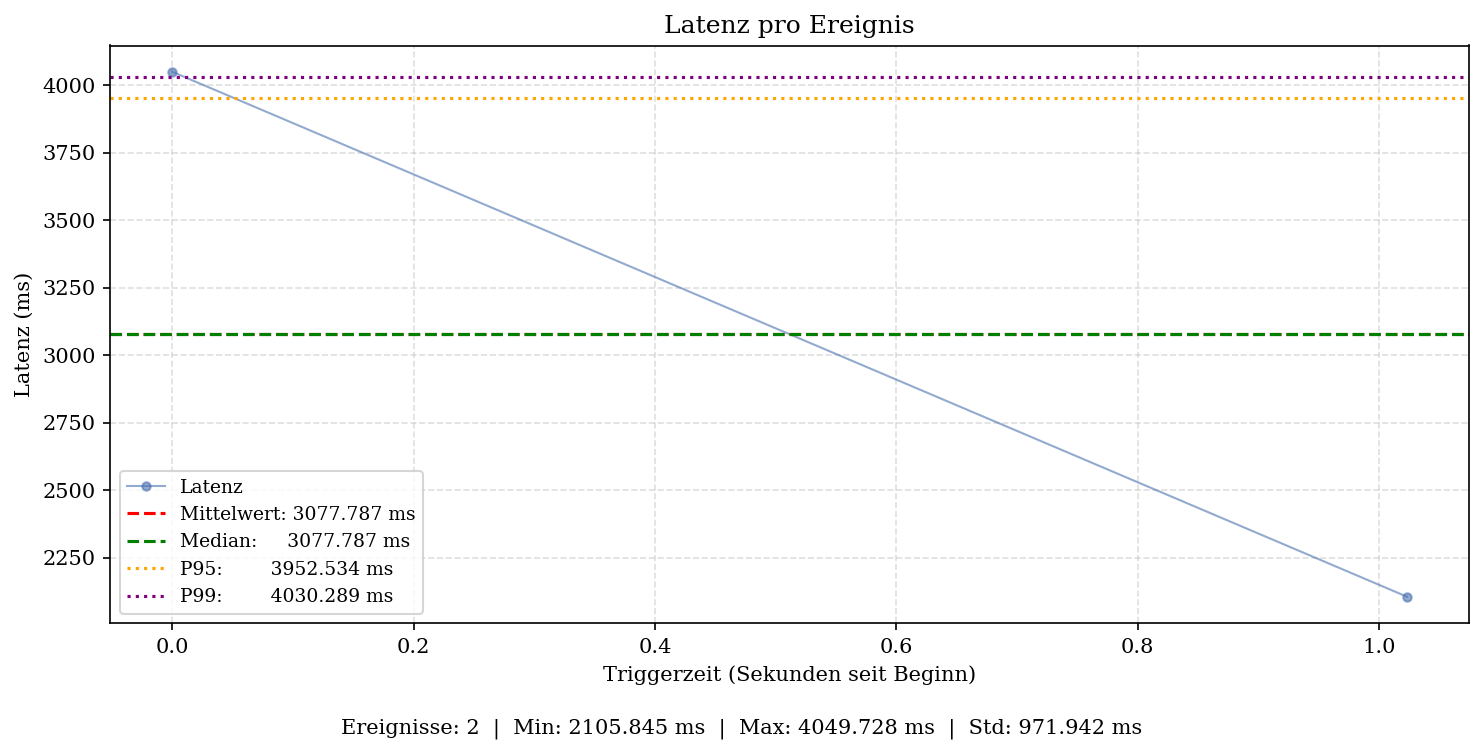 Latenz pro Ereignis
Latenz (ms)
4000
3750
3500
3250
3000
2750
2500
2250
Latenz
Mittelwert: 3077.787 ms
Median: 3077.787 ms
P95: 3952.534 ms
P99: 4030.289 ms
0.0 0.2 0.4 0.6 0.8 1.0
Triggerzeit (Sekunden seit Beginn)
Ereignisse: 2 | Min: 2105.845 ms | Max: 4049.728 ms | Std: 971.942 ms